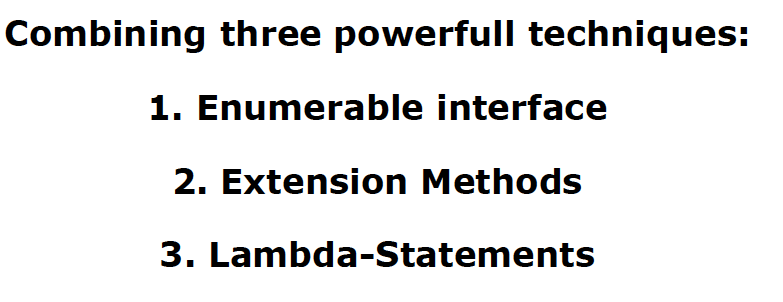 Combining three powerfull techniques:
1. Enumerable interface
2. Extension Methods
3. Lambda-Statements